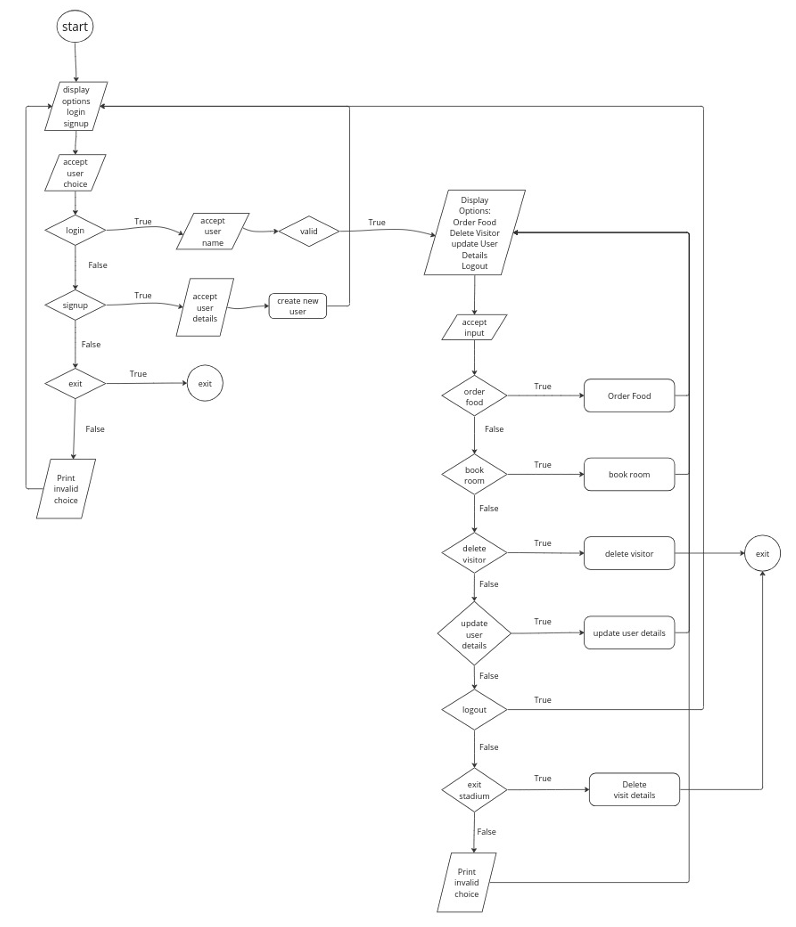 start
display
options
login
signup
accept
user
choice
login
True
accept
user
name
valid
True
Display
Options:
Order Food
Delete Visitor
update User
Details
Logout
False
signup
True
accept
user
details
create new
user
False
exit
True
exit
False
Print
invalid
choice
accept
input
order
food
True
Order Food
False
book
room
True
book room
False
delete
visitor
True
delete visitor
exit
False
update
user
details
True
update user details
False
logout
True
False
exit
stadium
True
Delete
visit details
False
Print
invalid
choice